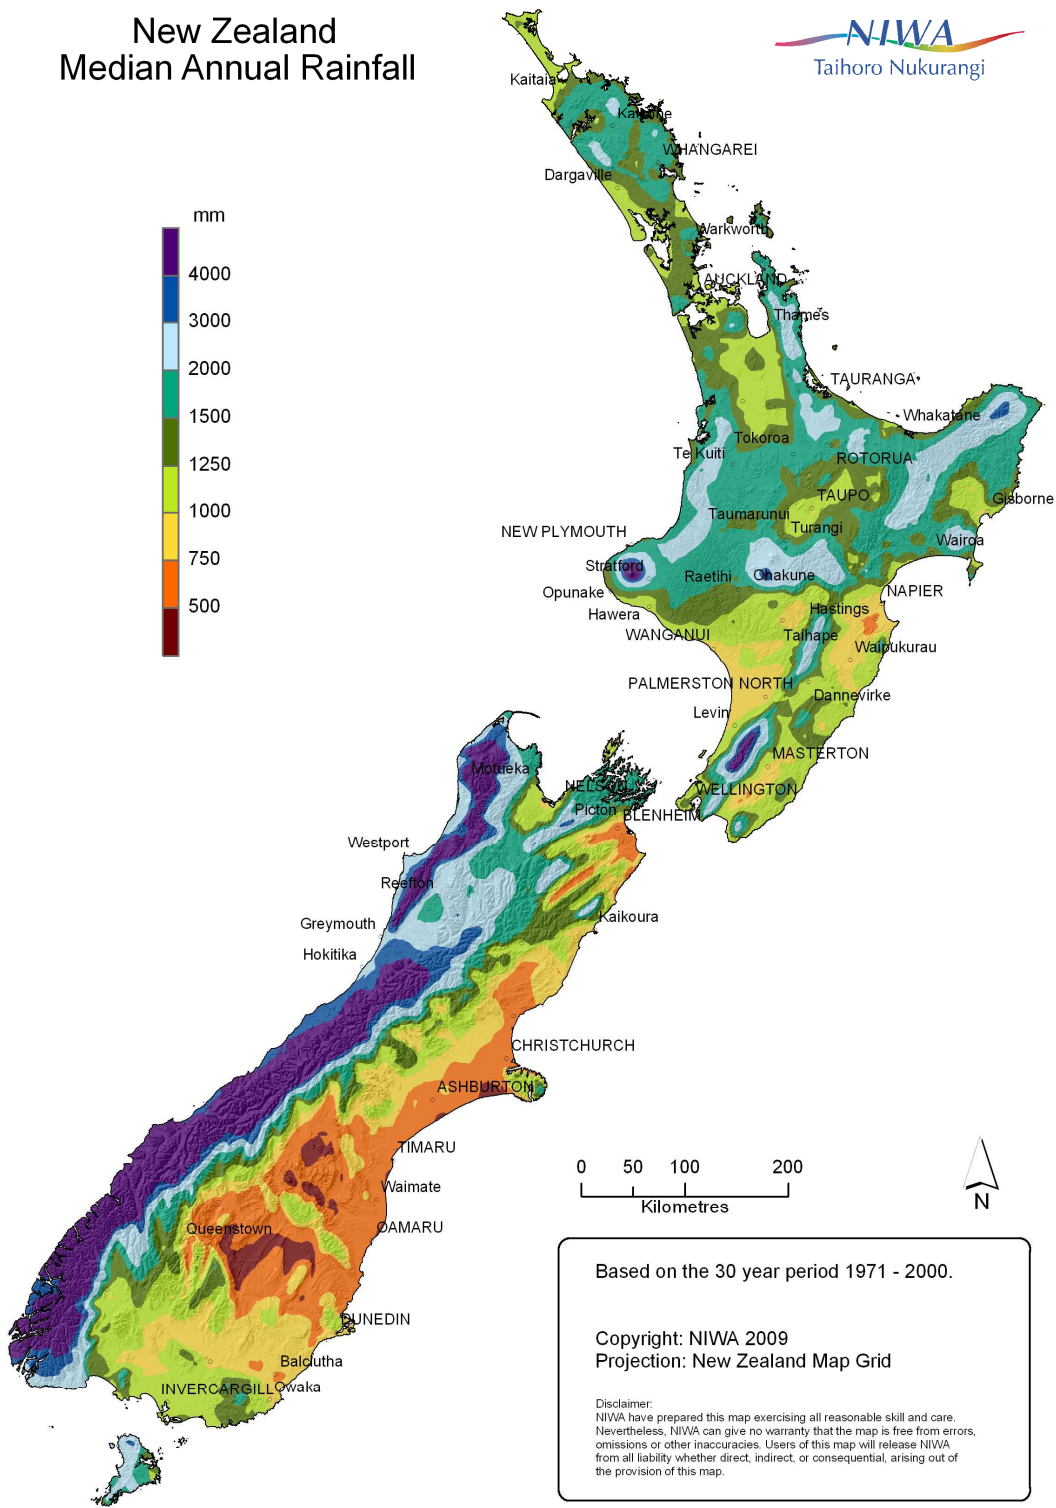 New Zealand
Median Annual Rainfall
NIWA
Taihoro Nukurangi
mm
4000
3000
2000
1500
1250
1000
750
500
Kaitaia
Kaikohe
WHANGAREI
Dargaville
Warkworth
AUCKLAND
Thames
TAURANGA
Whakatane
Tokoroa
Te Kuiti
ROTORUA
TAUPO
Gisborne
Taumarunui
Turangi
NEW PLYMOUTH
Wairoa
Stratford
Raetihi
Ohakune
Opunake
NAPIER
Hawera
Hastings
WANGANUI
Taihape
Waipukurau
PALMERSTON NORTH
Dannevirke
Levin
MASTERTON
Motueka
NELSON
WELLINGTON
Picton
BLENHEIM
Westport
Reefton
Kaikoura
Greymouth
Hokitika
CHRISTCHURCH
ASHBURTON
TIMARU
Waimate
Queenstown
OAMARU
DUNEDIN
Balclutha
INVERCARGILL
Owaka
0 50 100 200
Kilometres
N
Based on the 30 year period 1971 - 2000.
Copyright: NIWA 2009
Projection: New Zealand Map Grid
Disclaimer:
NIWA have prepared this map exercising all reasonable skill and care.
Nevertheless, NIWA can give no warranty that the map is free from errors,
omissions or other inaccuracies. Users of this map will release NIWA
from all liability whether direct, indirect, or consequential, arising out of
the provision of this map.